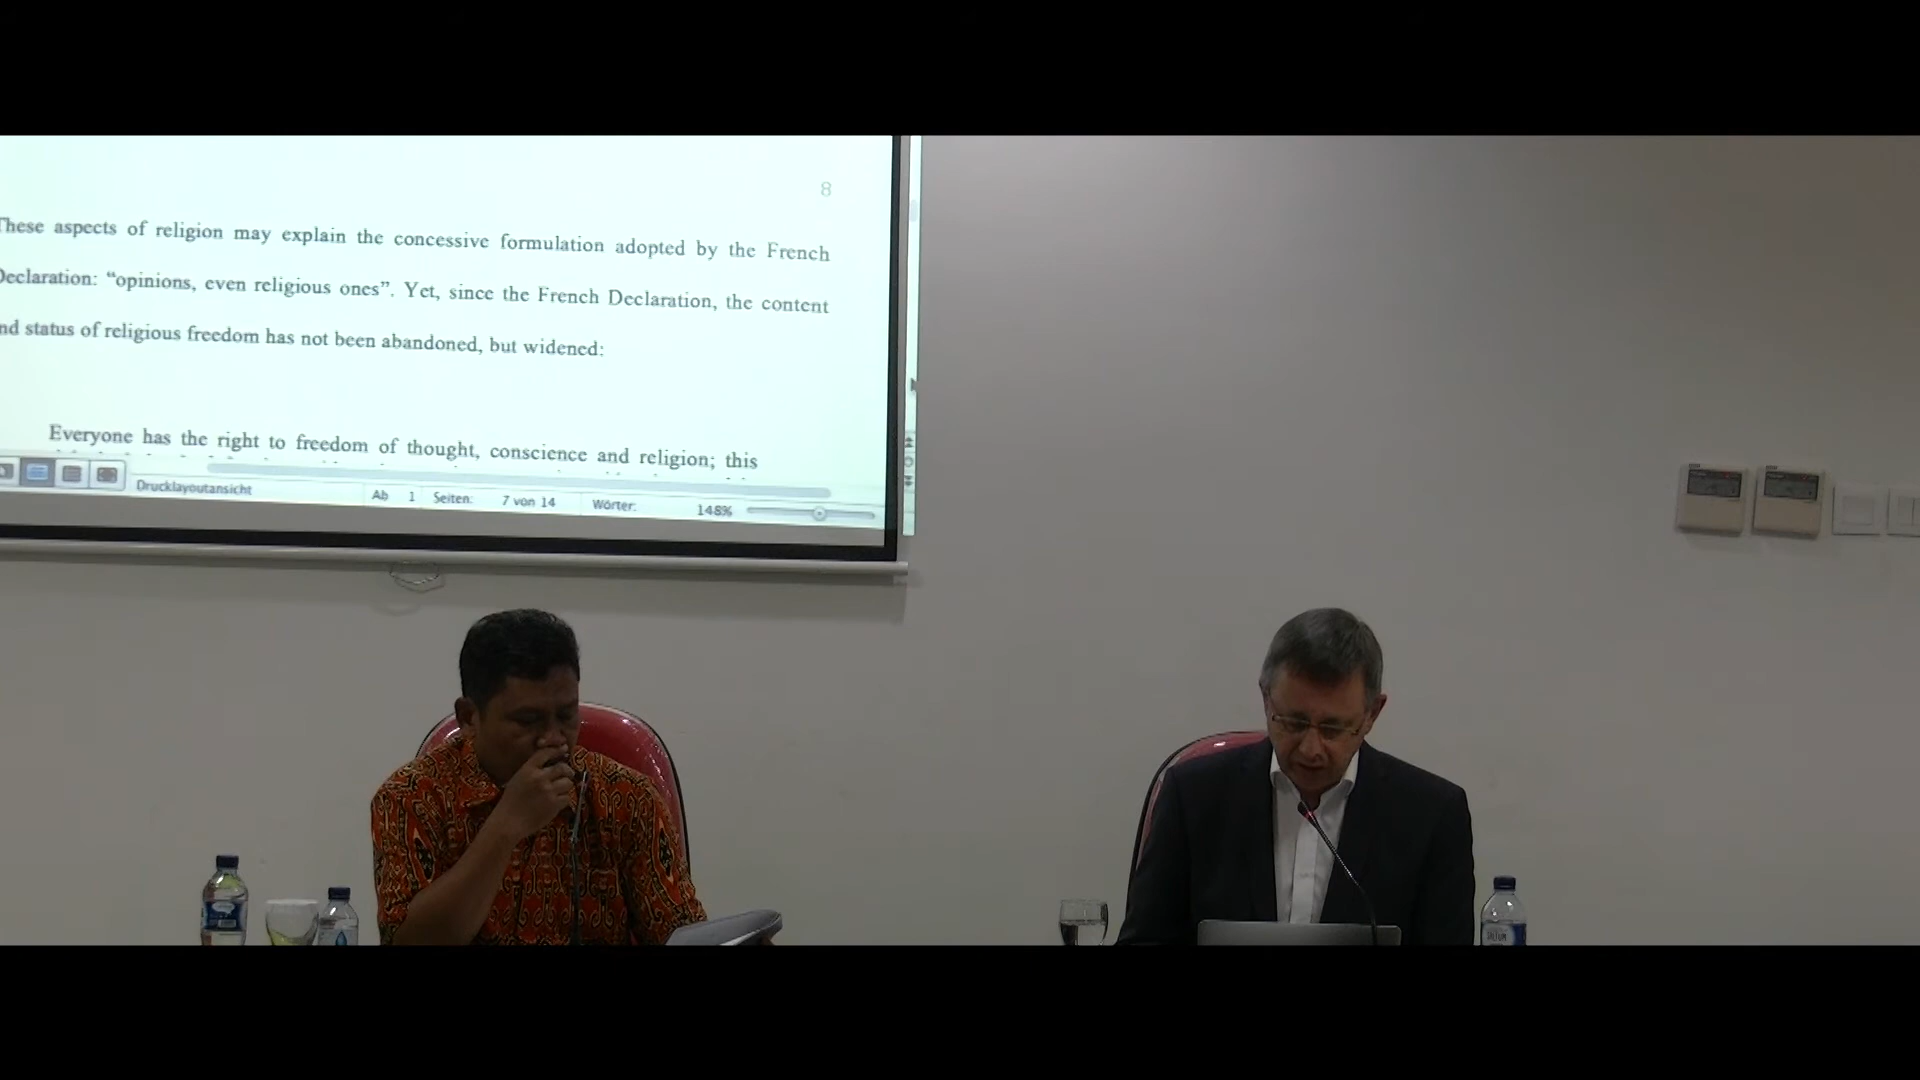 8
These aspects of religion may explain the concessive formulation adopted by the French
Declaration: “opinions, even religious ones”. Yet, since the French Declaration, the content
nd status of religious freedom has not been abandoned, but widened:
Everyone has the right to freedom of thought, conscience and religion; this
Drucklayoutansicht Ab 1 Seiten: 7 von 14 Wörter: 148%